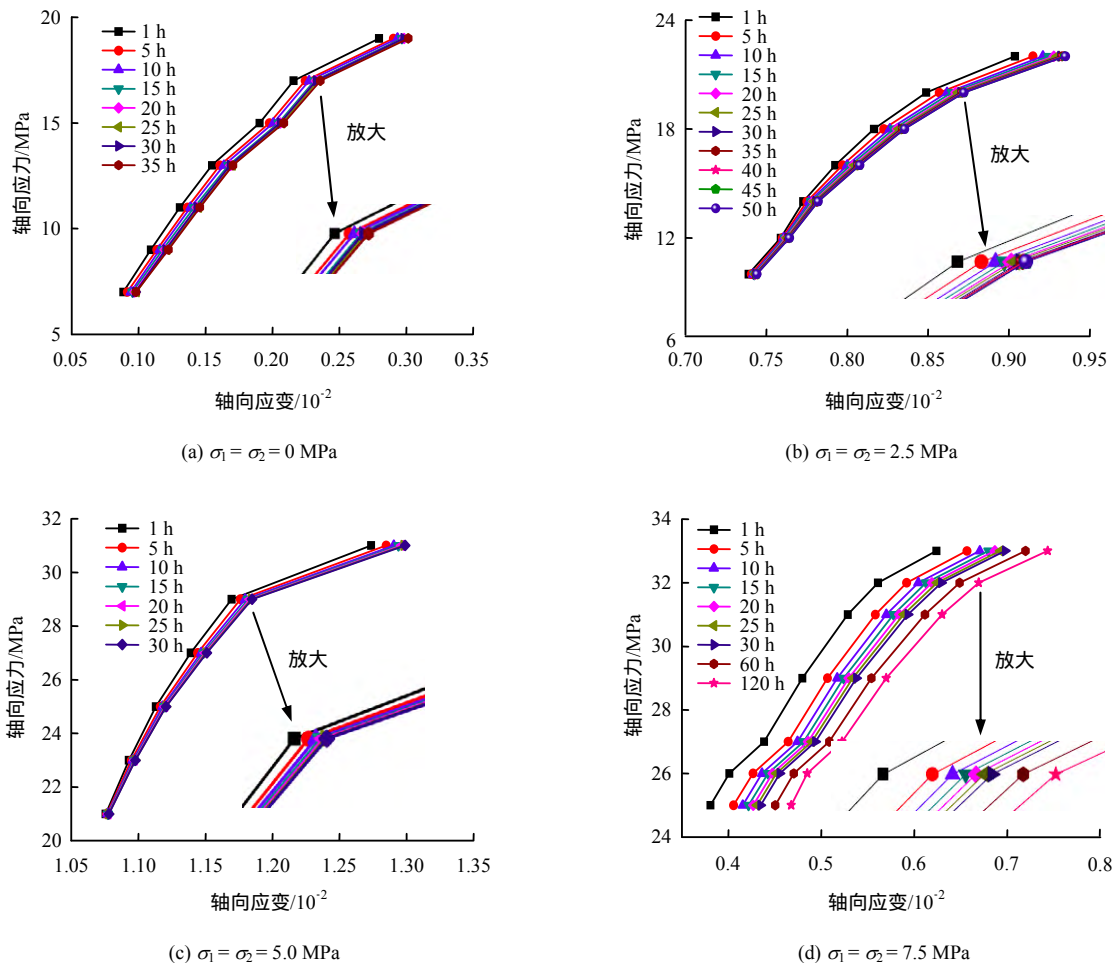 20
15
10
5
轴向应力/MPa
1 h
5 h
10 h
15 h
20 h
25 h
30 h
35 h
放大
0.05
0.10
0.15
0.20
0.25
0.30
0.35
轴向应变/10⁻²
(a) σ₁ = σ₂ = 0 MPa
24
18
12
6
轴向应力/MPa
1 h
5 h
10 h
15 h
20 h
25 h
30 h
35 h
40 h
45 h
50 h
放大
0.70
0.75
0.80
0.85
0.90
0.95
轴向应变/10⁻²
(b) σ₁ = σ₂ = 2.5 MPa
32
30
28
26
24
22
20
轴向应力/MPa
1 h
5 h
10 h
15 h
20 h
25 h
30 h
放大
1.05
1.10
1.15
1.20
1.25
1.30
轴向应变/10⁻²
(c) σ₁ = σ₂ = 5.0 MPa
34
32
30
28
26
24
轴向应力/MPa
1 h
5 h
10 h
15 h
20 h
25 h
30 h
60 h
120 h
放大
0.4
0.5
0.6
0.7
0.8
轴向应变/10⁻²
(d) σ₁ = σ₂ = 7.5 MPa